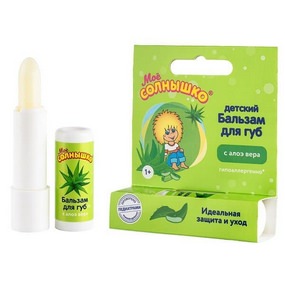 Моё
СОЛНЫШКО®
Бальзам
для губ
с алоэ вера
Моё
СОЛНЫШКО®
детский
Бальзам
для губ
с алоэ вера
гипоаллергенно*
1+
Идеальная
защита и уход